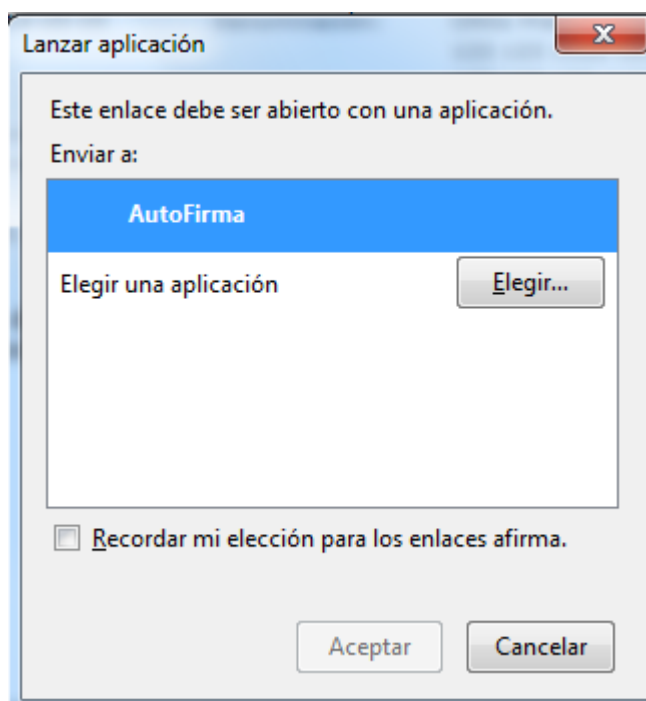 Lanzar aplicación
Este enlace debe ser abierto con una aplicación.
Enviar a:
AutoFirma
Elegir una aplicación
Elegir...
Recordar mi elección para los enlaces afirma.
Aceptar
Cancelar